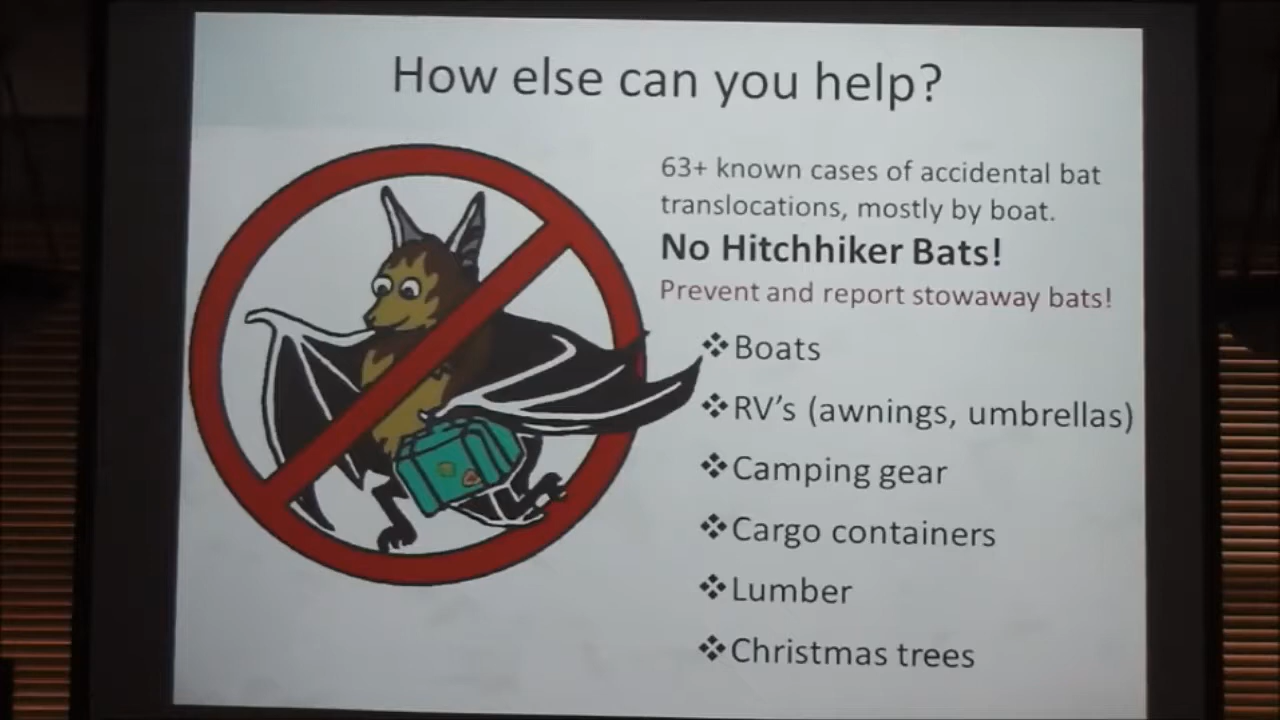 How else can you help?
63+ known cases of accidental bat
translocations, mostly by boat.
No Hitchhiker Bats!
Prevent and report stowaway bats!
❖Boats
❖RV's (awnings, umbrellas)
❖Camping gear
❖Cargo containers
❖Lumber
❖Christmas trees